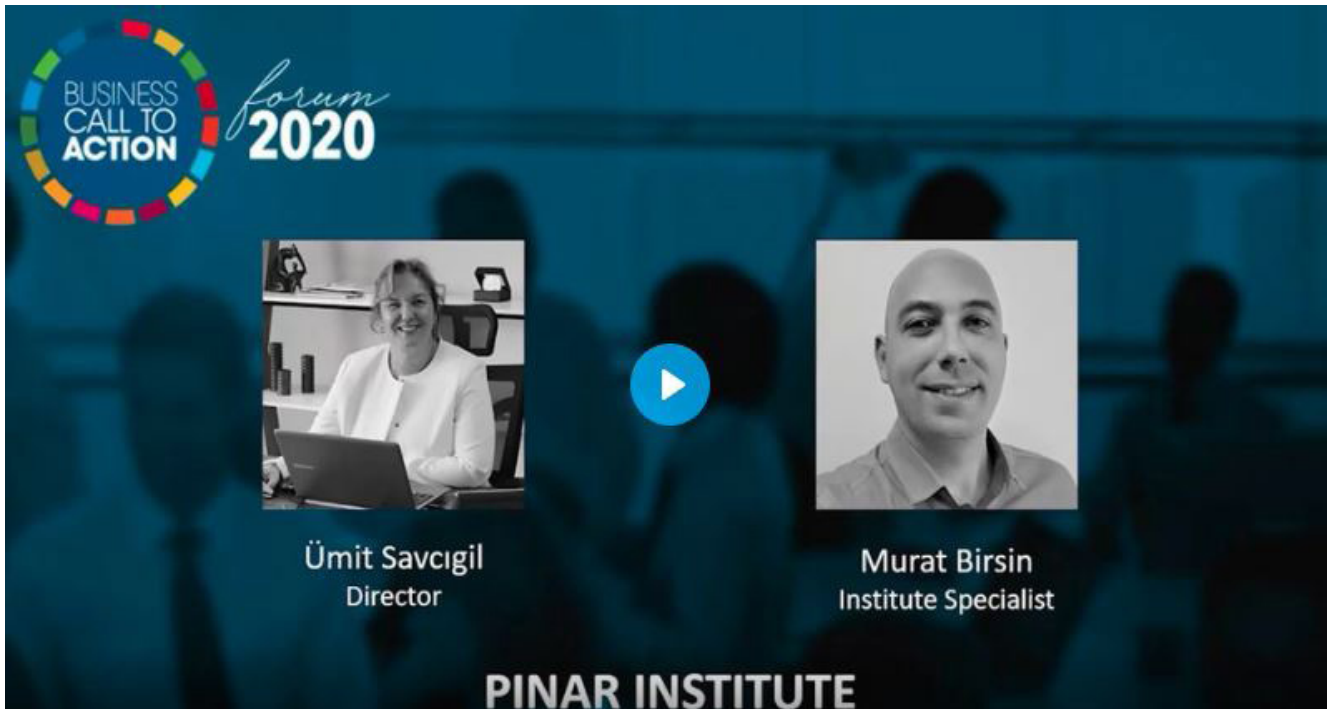 BUSINESS
CALL TO
ACTION
forum
2020
Ümit Savcıgil
Director
Murat Birsin
Institute Specialist
PINAR INSTITUTE